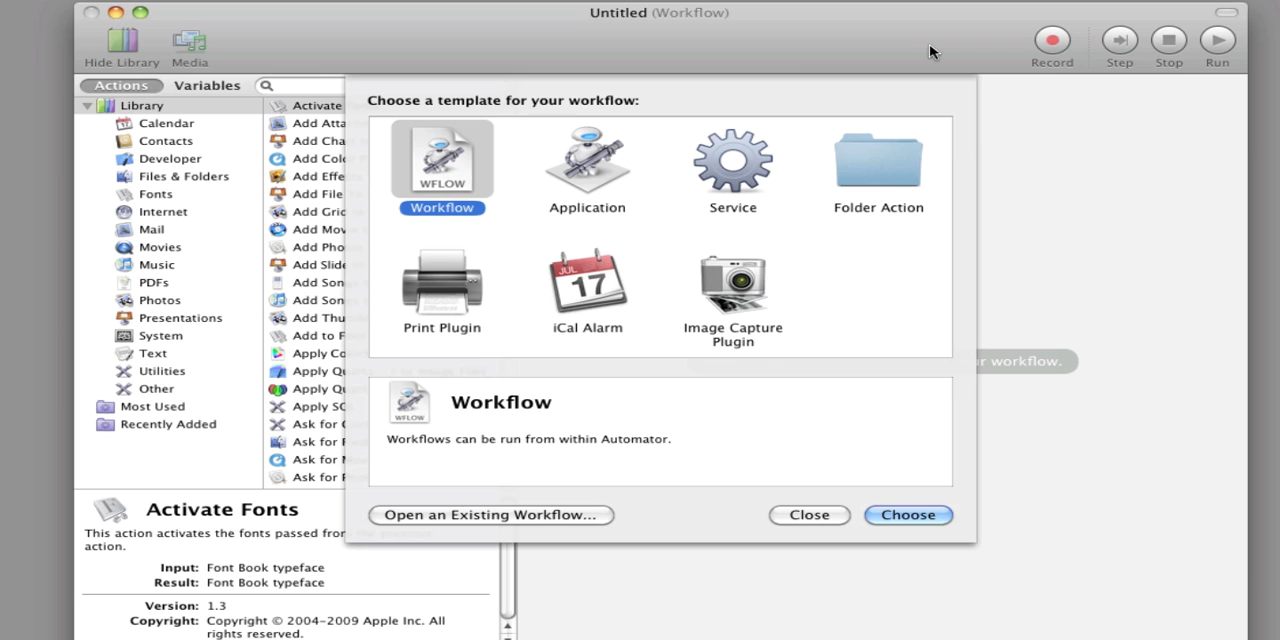 Untitled (Workflow)
Hide Library
Media
Record
Step
Stop
Run
Actions
Variables
Library
Calendar
Contacts
Developer
Files & Folders
Fonts
Internet
Mail
Movies
Music
PDFs
Photos
Presentations
System
Text
Utilities
Other
Most Used
Recently Added
Activate
Add Atta
Add Cha
Add Colo
Add Effe
Add File
Add Grid
Add Mov
Add Pho
Add Slide
Add Son
Add Son
Add Thu
Add to F
Apply Co
Apply Qu
Apply Qu
Apply SQ
Ask for
Ask for F
Ask for M
Ask for
Choose a template for your workflow:
WFLOW
Workflow
Application
Service
Folder Action
Print Plugin
JUL
17
iCal Alarm
Image Capture
Plugin
r workflow.
WFLOW
Workflow
Workflows can be run from within Automator.
Open an Existing Workflow...
Close
Choose
Activate Fonts
This action activates the fonts passed from the previous
action.
Input: Font Book typeface
Result: Font Book typeface
Version: 1.3
Copyright: Copyright © 2004–2009 Apple Inc. All
rights reserved.